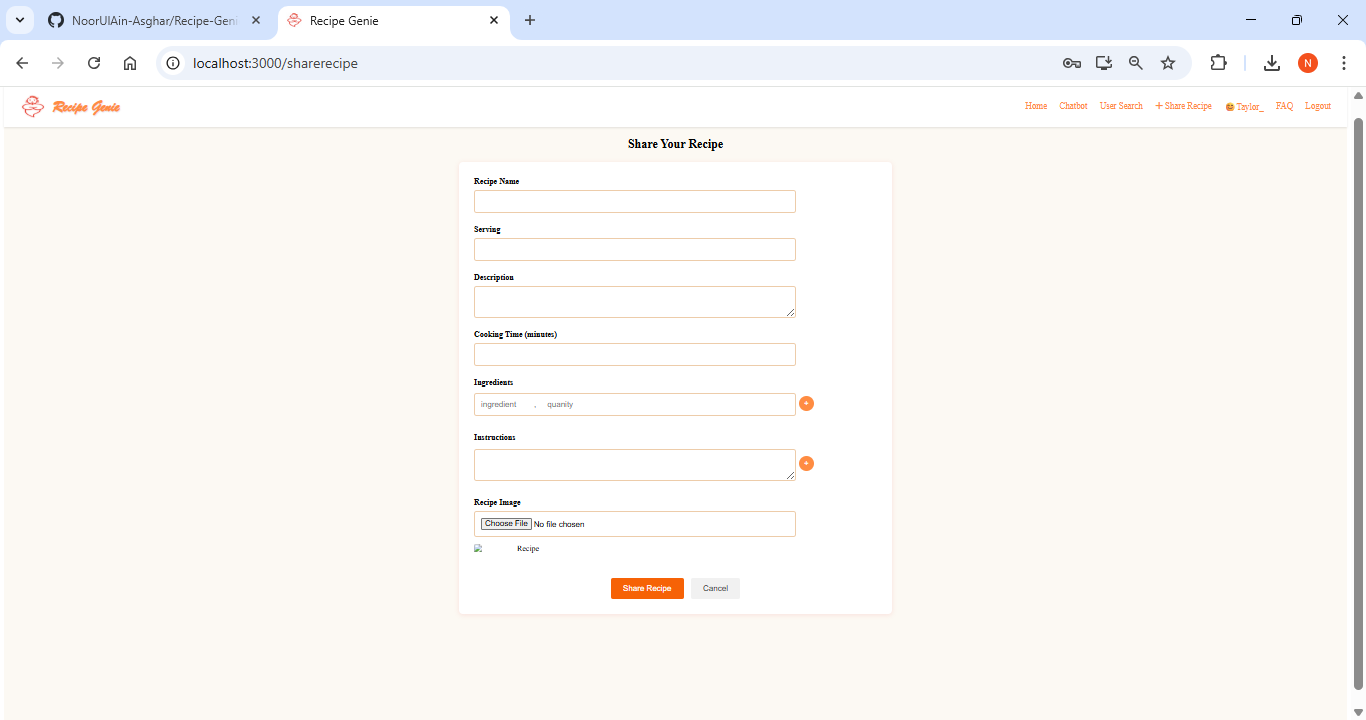 NoorUlAin-Asghar/Recipe-Geni
Recipe Genie
localhost:3000/sharerecipe
N
Recipe Genie
Home Chatbot User Search + Share Recipe Taylor_ FAQ Logout
Share Your Recipe
Recipe Name
Serving
Description
Cooking Time (minutes)
Ingredients
ingredient , quanity
+
Instructions
+
Recipe Image
Choose File No file chosen
Recipe
Share Recipe Cancel